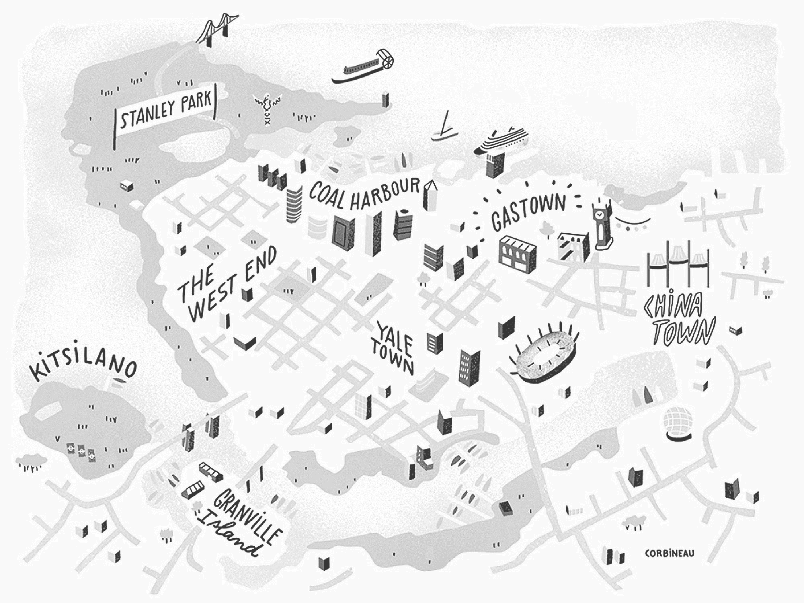 STANLEY PARK
COAL HARBOUR
GASTOWN
THE
WEST END
CHINA
TOWN
YALE
TOWN
KITSILANO
GRANVILLE
Island
CORBINEAU